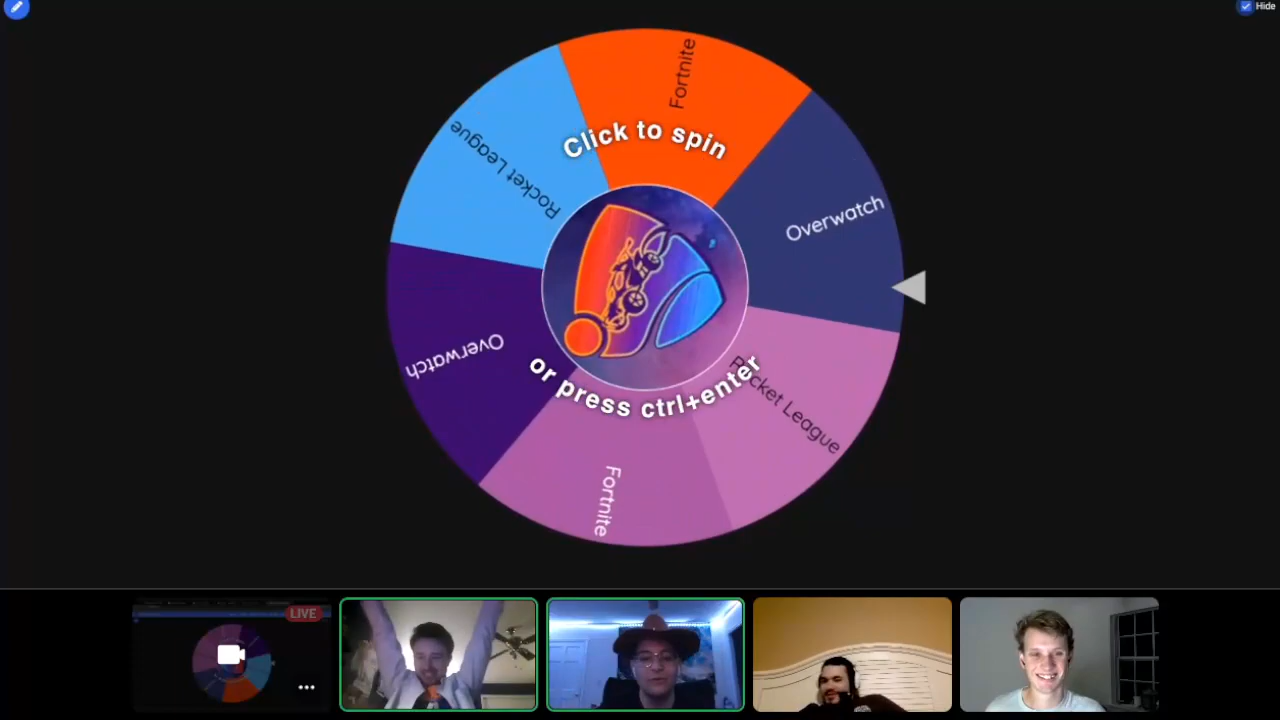 Hide
Fortnite
Click to spin
Rocket League
Overwatch
Overwatch
or press ctrl+enter
Rocket League
Fortnite
LIVE